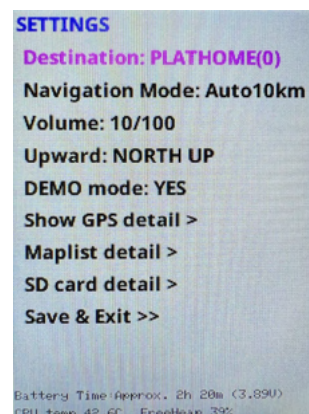 SETTINGS
Destination: PLATHOME(0)
Navigation Mode: Auto10km
Volume: 10/100
Upward: NORTH UP
DEMO mode: YES
Show GPS detail >
Maplist detail >
SD card detail >
Save & Exit >>
Battery Time Approx. 2h 20m (3.89V)
CPU temp 42.6C FreeHeap 39%